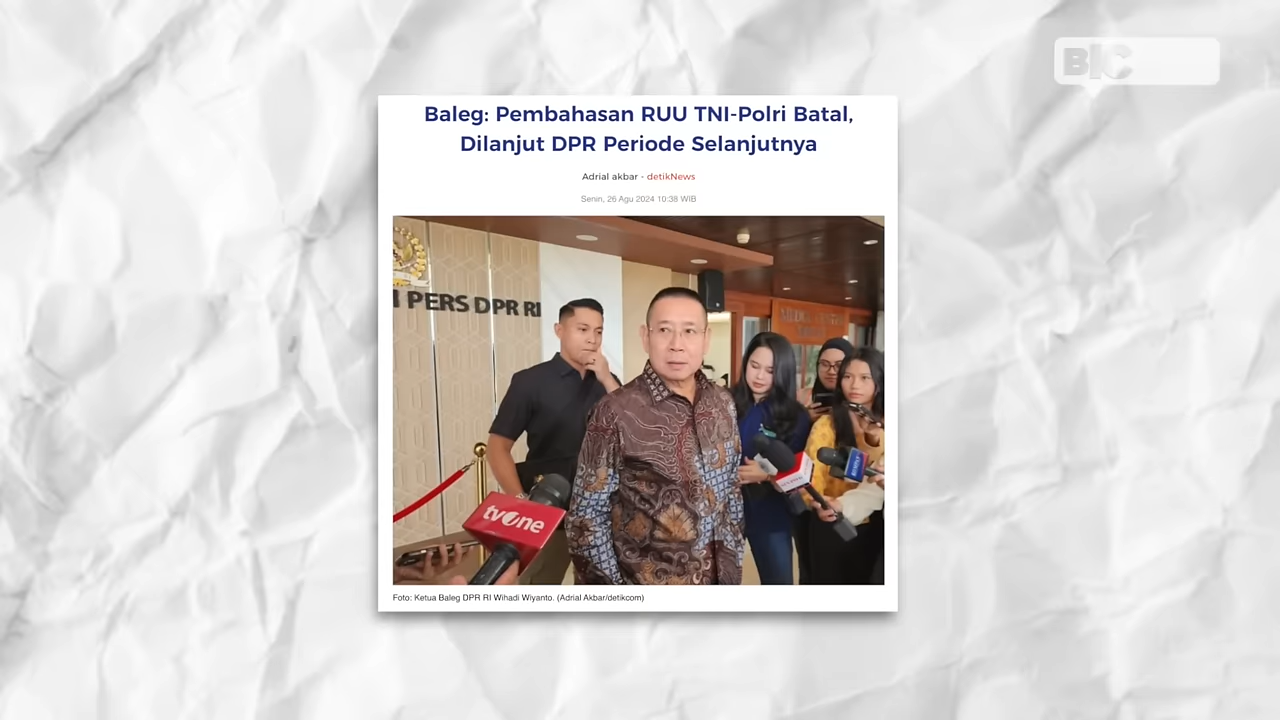 BIC
Baleg: Pembahasan RUU TNI-Polri Batal,
Dilanjut DPR Periode Selanjutnya
Adrial akbar - detikNews
Senin, 26 Agu 2024 10:38 WIB
PERS DPR RI
tvOne
Foto: Ketua Baleg DPR RI Wihadi Wiyanto. (Adrial Akbar/detikcom)